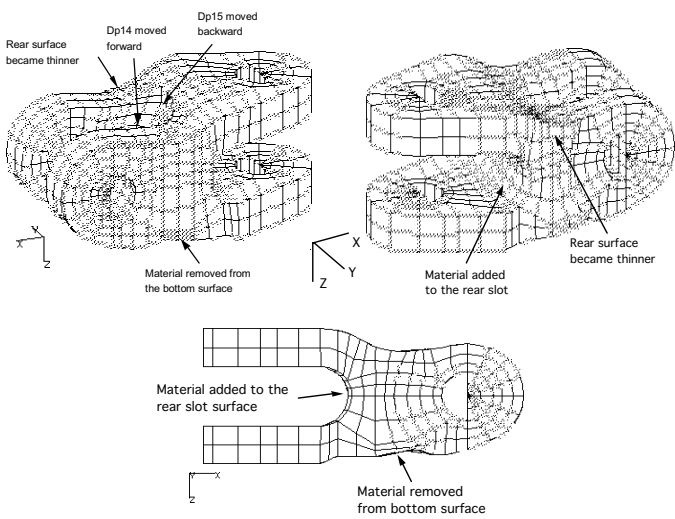 Dp15 moved
backward
Dp14 moved
forward
Rear surface
became thinner
Y
X
Z
Material removed from
the bottom surface
X
Y
Z
Material added
to the rear slot
Rear surface
became thinner
Material added to the
rear slot surface
Y
X
Z
Material removed
from bottom surface